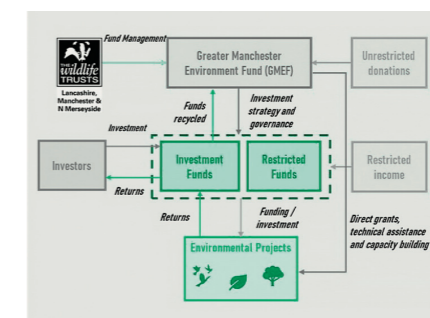 Fund Management
THE
wildlife
TRUSTS
Lancashire,
Manchester &
N Merseyside
Greater Manchester
Environment Fund (GMEF)
Unrestricted
donations
Funds
recycled
Investment
strategy and
governance
Investment
Investors
Investment
Funds
Restricted
Funds
Restricted
income
Returns
Returns
Funding /
investment
Direct grants,
technical assistance
and capacity building
Environmental Projects